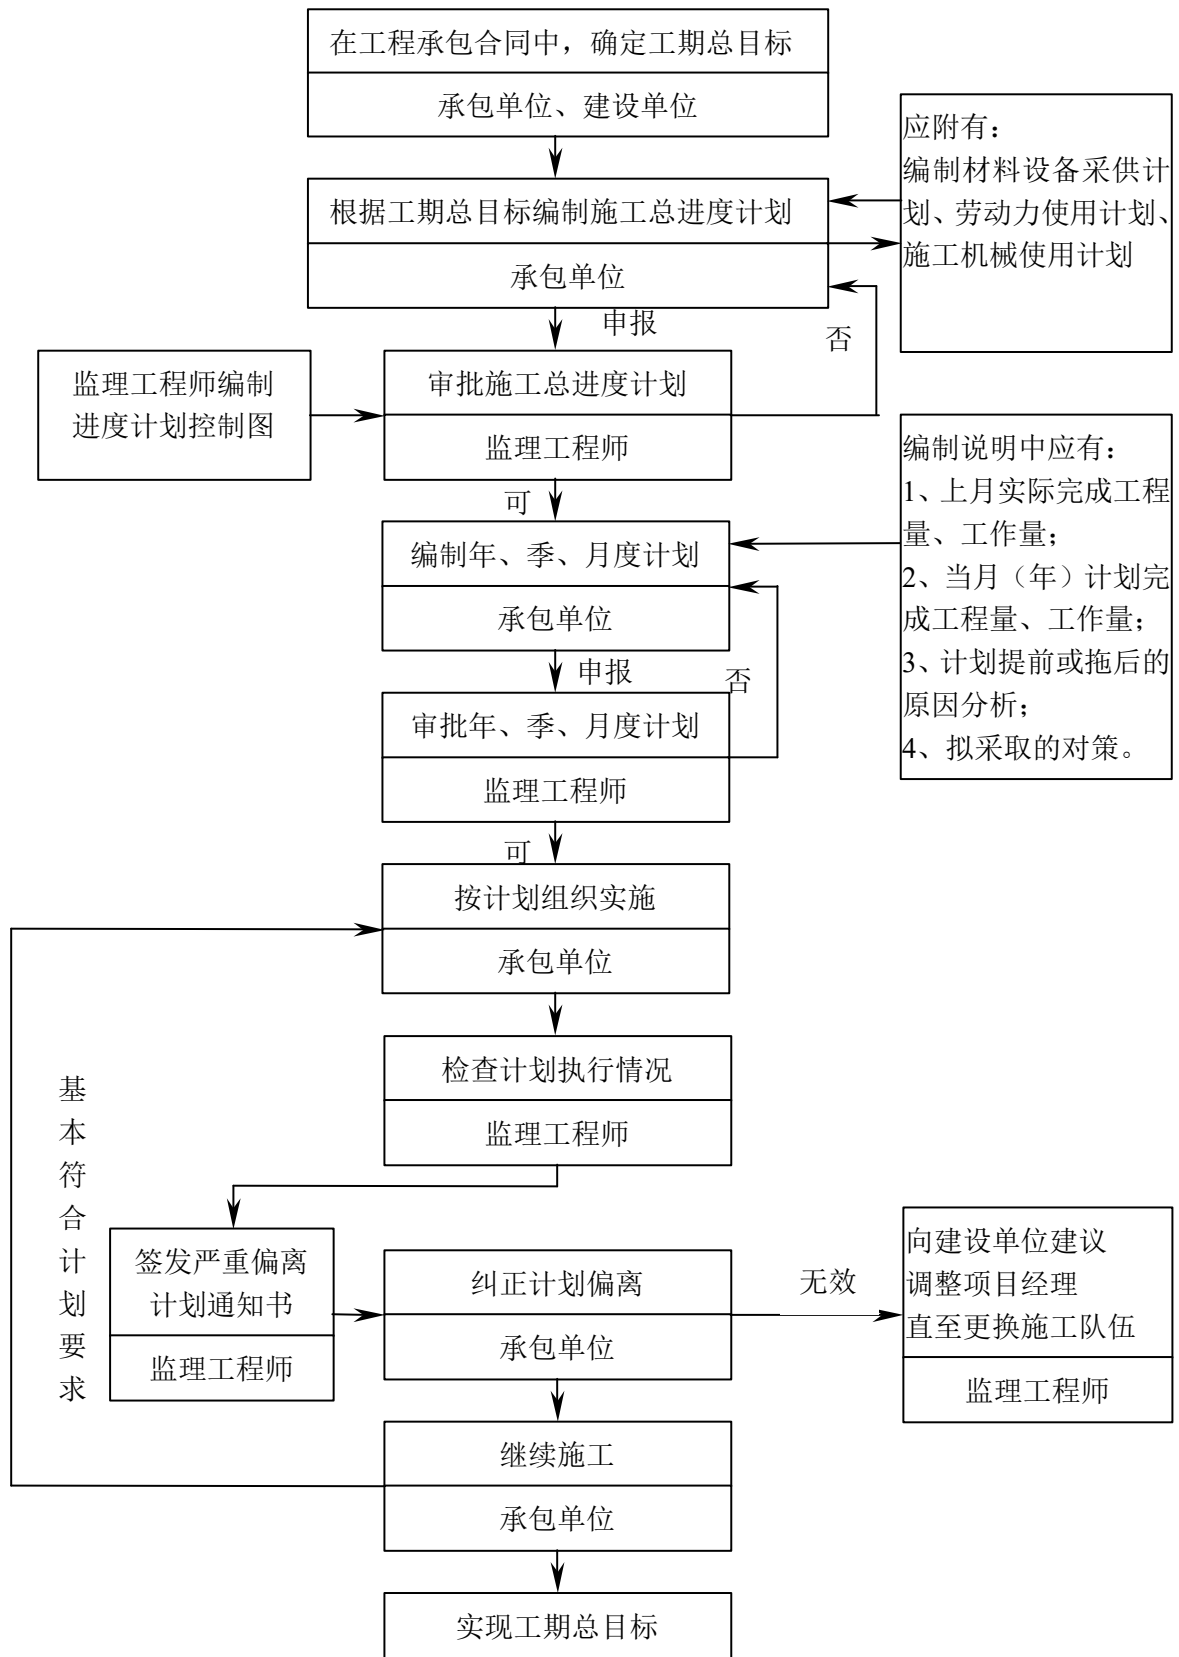 在工程承包合同中，确定工期总目标
承包单位、建设单位
应附有：
编制材料设备采供计
划、劳动力使用计划、
施工机械使用计划
根据工期总目标编制施工总进度计划
承包单位
申报
否
监理工程师编制
进度计划控制图
审批施工总进度计划
监理工程师
可
编制说明中应有：
1、上月实际完成工程
量、工作量；
2、当月（年）计划完
成工程量、工作量；
3、计划提前或拖后的
原因分析；
4、拟采取的对策。
编制年、季、月度计划
承包单位
申报
否
审批年、季、月度计划
监理工程师
可
按计划组织实施
承包单位
检查计划执行情况
监理工程师
基本符合计划要求
签发严重偏离
计划通知书
监理工程师
纠正计划偏离
承包单位
无效
向建设单位建议
调整项目经理
直至更换施工队伍
监理工程师
继续施工
承包单位
实现工期总目标